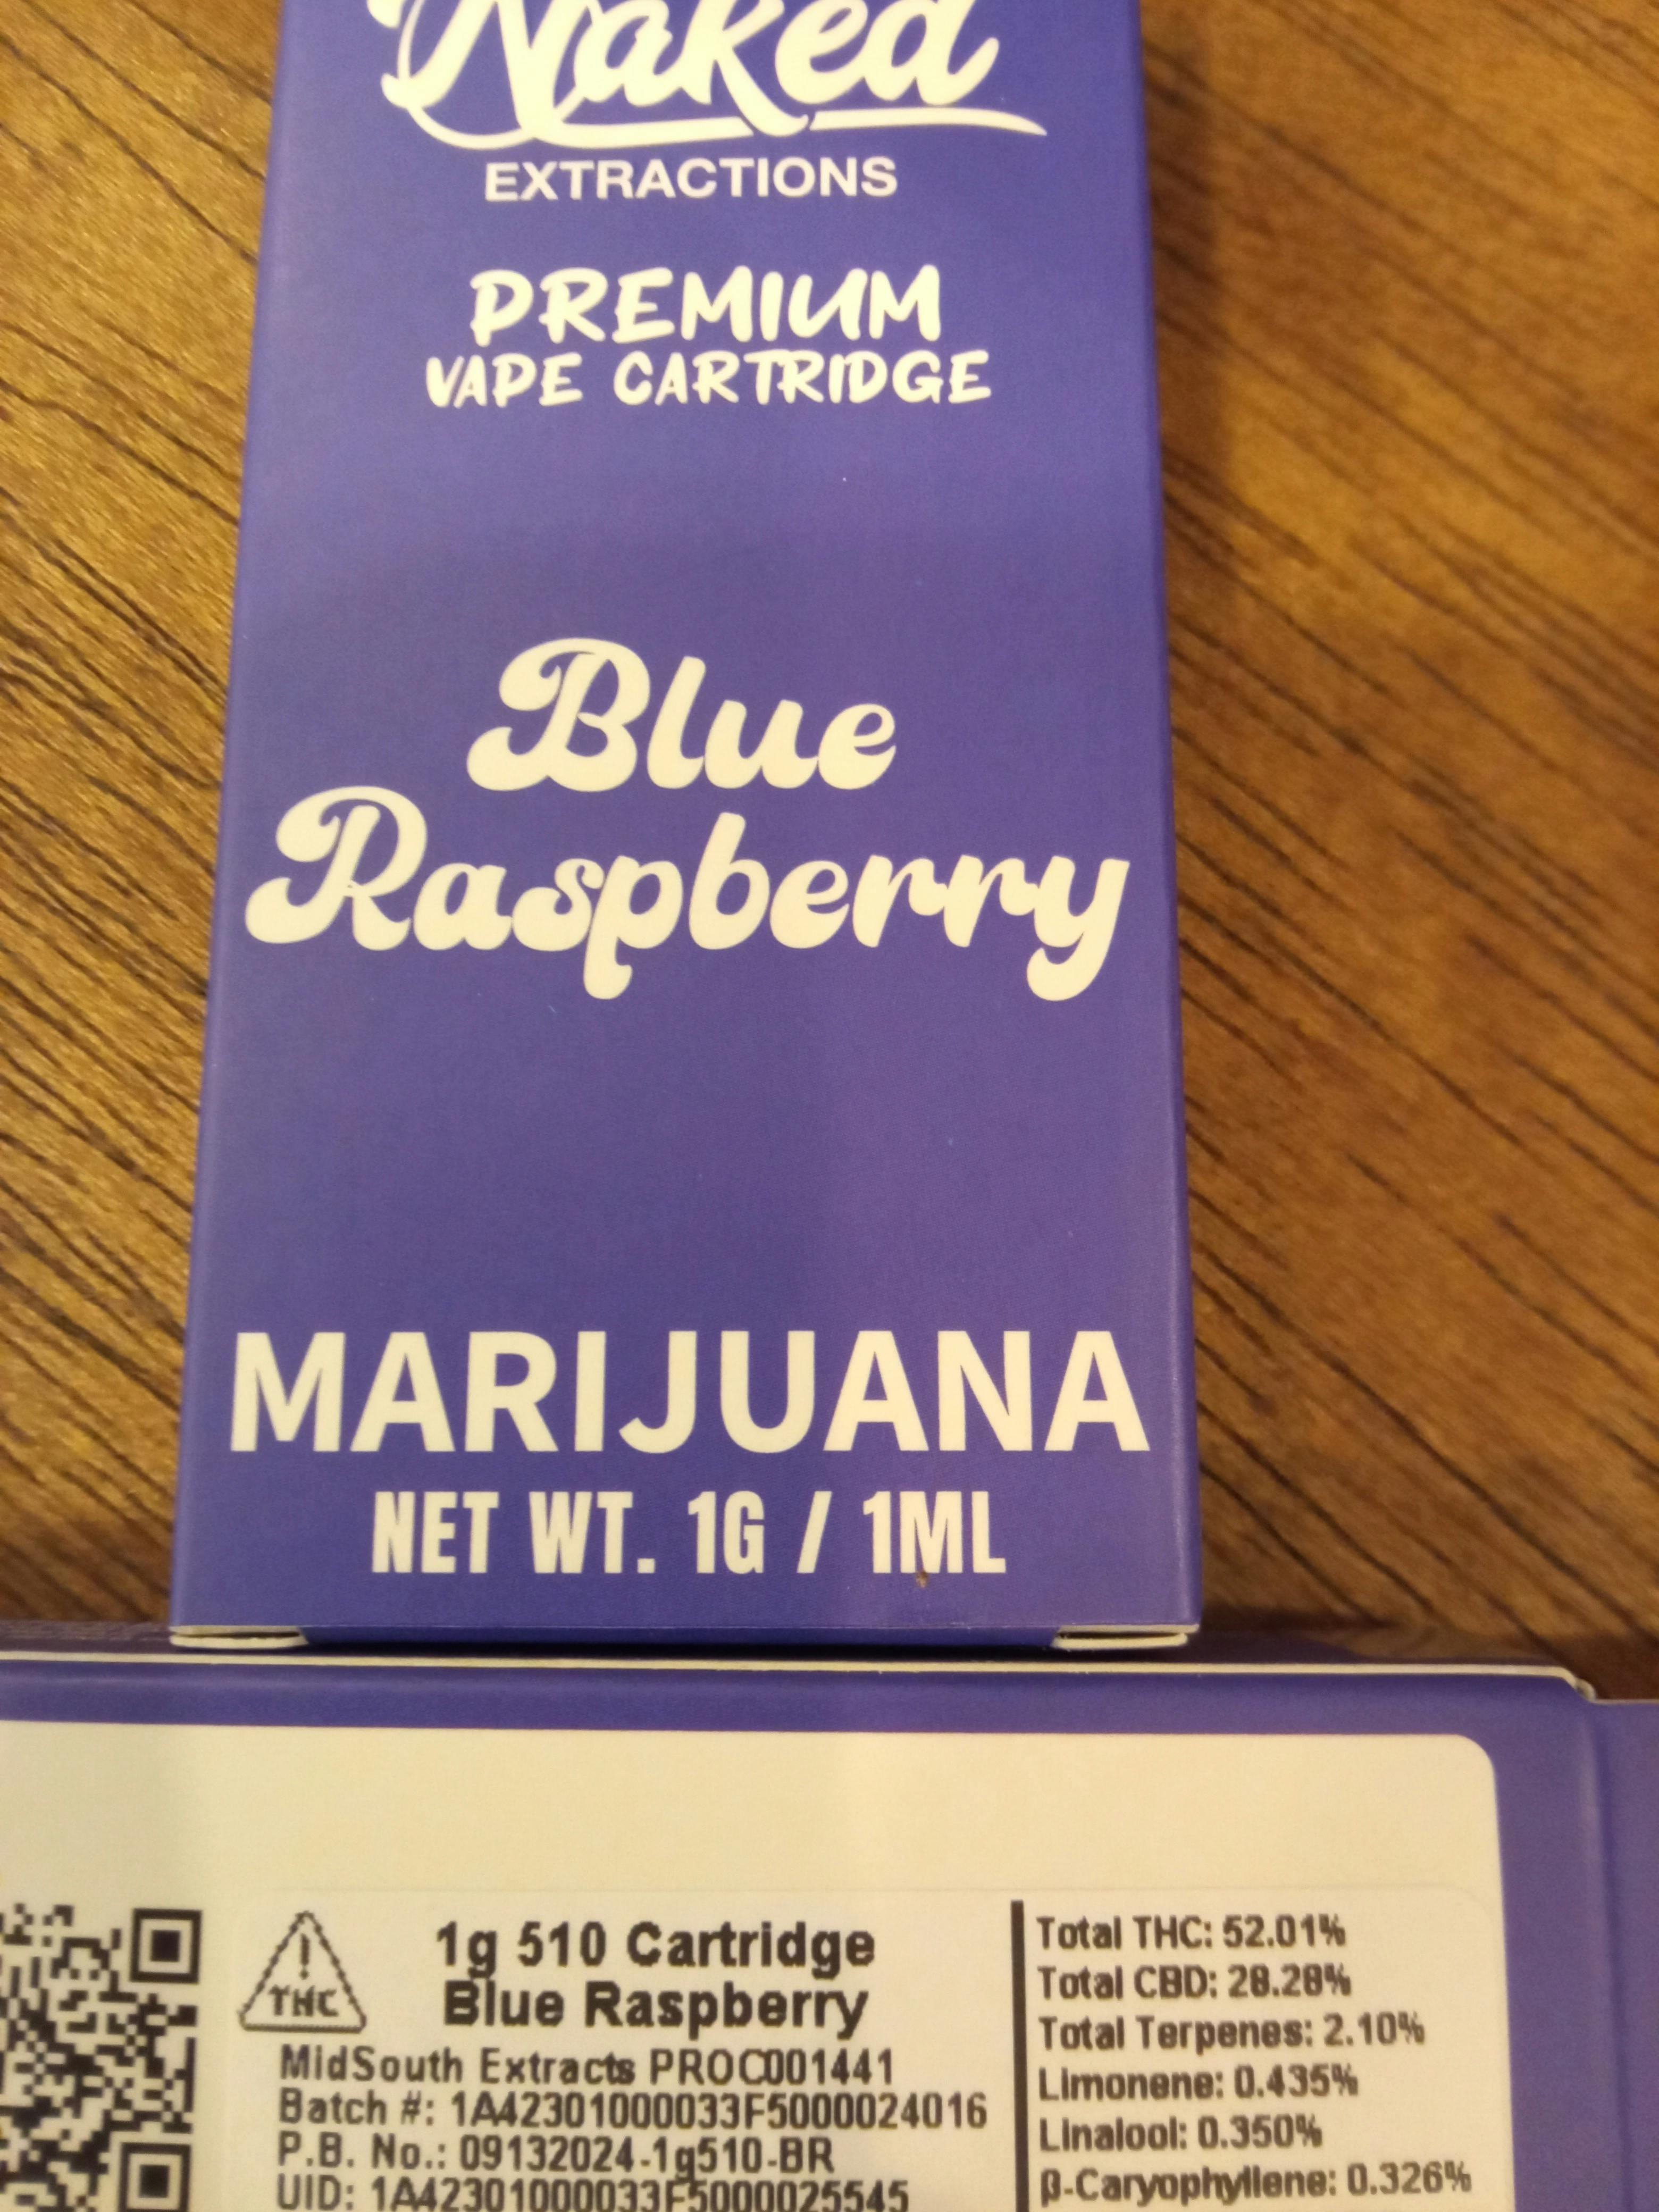 Naked
EXTRACTIONS
PREMIUM
VAPE CARTRIDGE
Blue
Raspberry
MARIJUANA
NET WT. 1G / 1ML
!
THC
1g 510 Cartridge
Blue Raspberry
MidSouth Extracts PROC001441
Batch #: 1A42301000033F5000024016
P.B. No.: 09132024-1g510-BR
UID: 1A42301000033F5000025545
Total THC: 52.01%
Total CBD: 28.28%
Total Terpenes: 2.10%
Limonene: 0.435%
Linalool: 0.350%
β-Caryophyllene: 0.326%